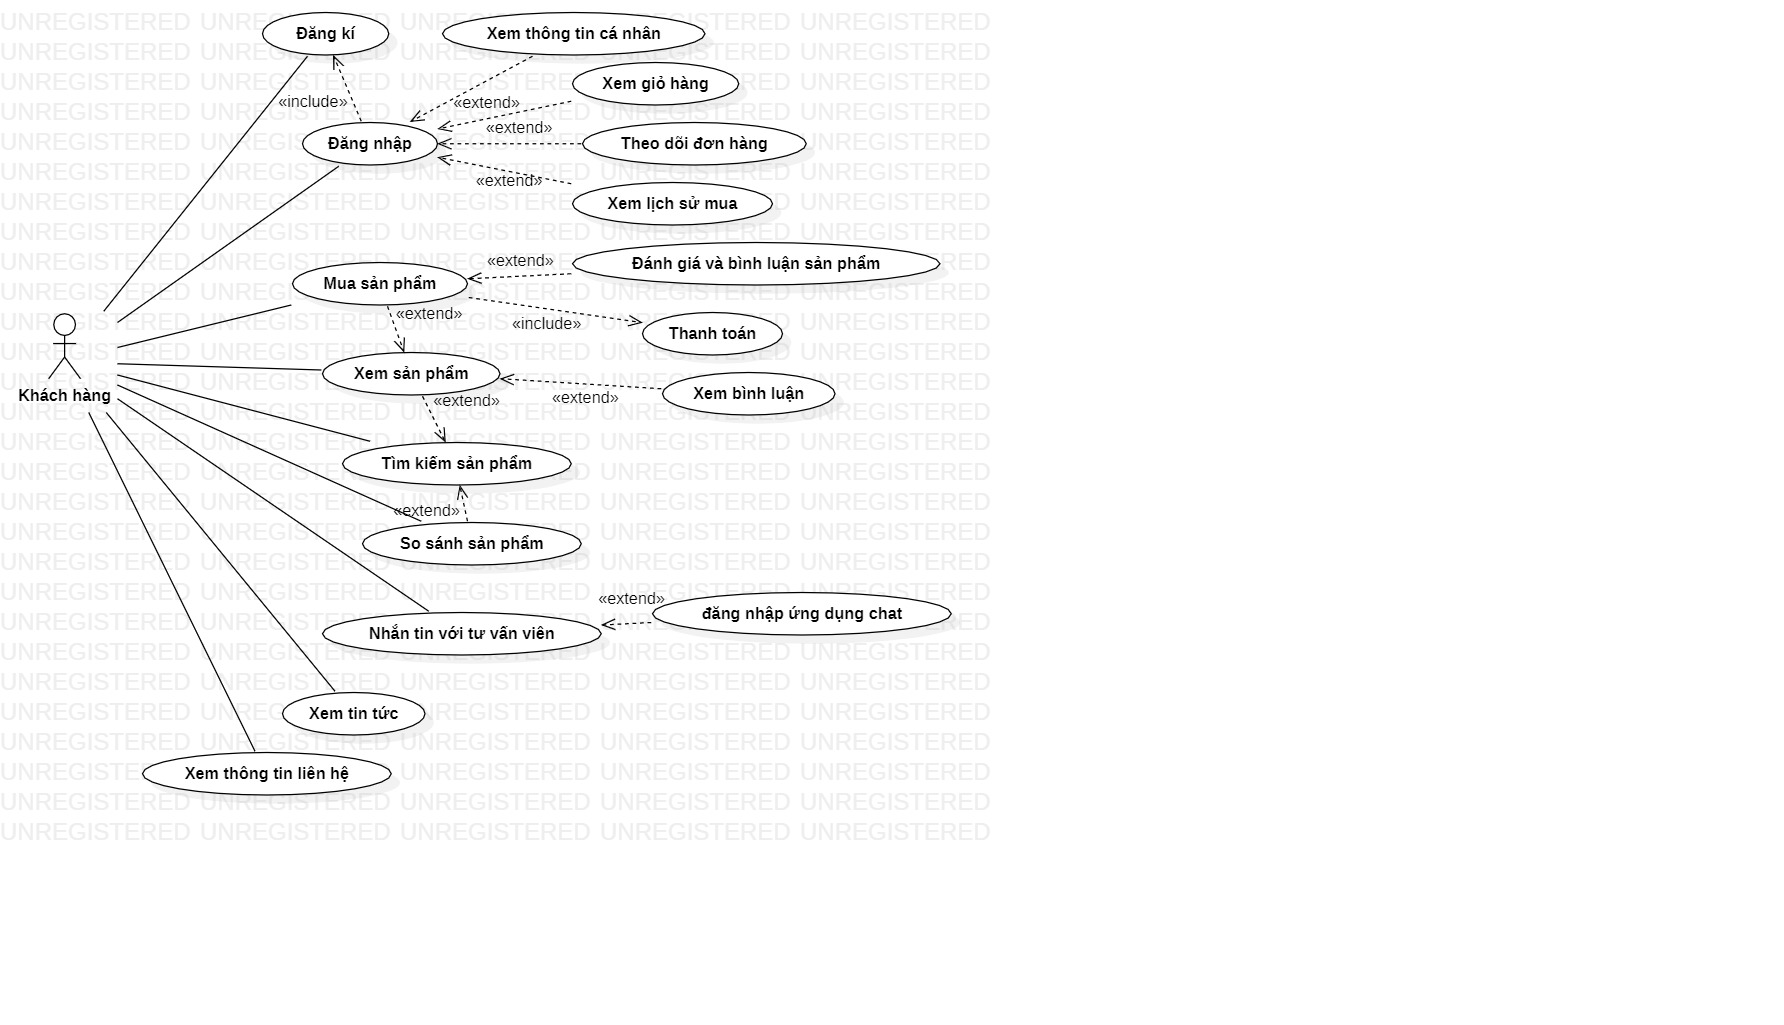 Đăng kí
Xem thông tin cá nhân
Xem giỏ hàng
«include»
«extend»
«extend»
Đăng nhập
Theo dõi đơn hàng
«extend»
Xem lịch sử mua
«extend»
Đánh giá và bình luận sản phẩm
Mua sản phẩm
«extend»
«include»
Thanh toán
Khách hàng
Xem sản phẩm
Xem bình luận
«extend»
«extend»
Tìm kiếm sản phẩm
«extend»
So sánh sản phẩm
«extend»
đăng nhập ứng dụng chat
Nhắn tin với tư vấn viên
Xem tin tức
Xem thông tin liên hệ
UNREGISTERED UNREGISTERED UNREGISTERED UNREGISTERED UNREGISTERED